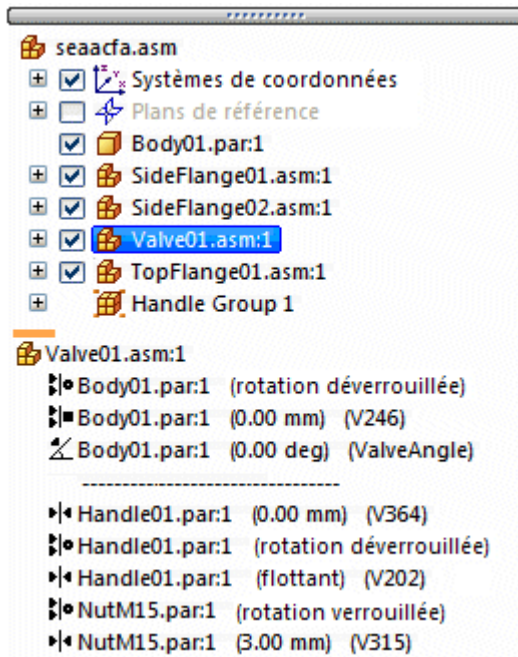 seaacfa.asm
Systèmes de coordonnées
Plans de référence
Body01.par:1
SideFlange01.asm:1
SideFlange02.asm:1
Valve01.asm:1
TopFlange01.asm:1
Handle Group 1
Valve01.asm:1
Body01.par:1 (rotation déverrouillée)
Body01.par:1 (0.00 mm) (V246)
Body01.par:1 (0.00 deg) (ValveAngle)
--------------------------------
Handle01.par:1 (0.00 mm) (V364)
Handle01.par:1 (rotation déverrouillée)
Handle01.par:1 (flottant) (V202)
NutM15.par:1 (rotation verrouillée)
NutM15.par:1 (3.00 mm) (V315)